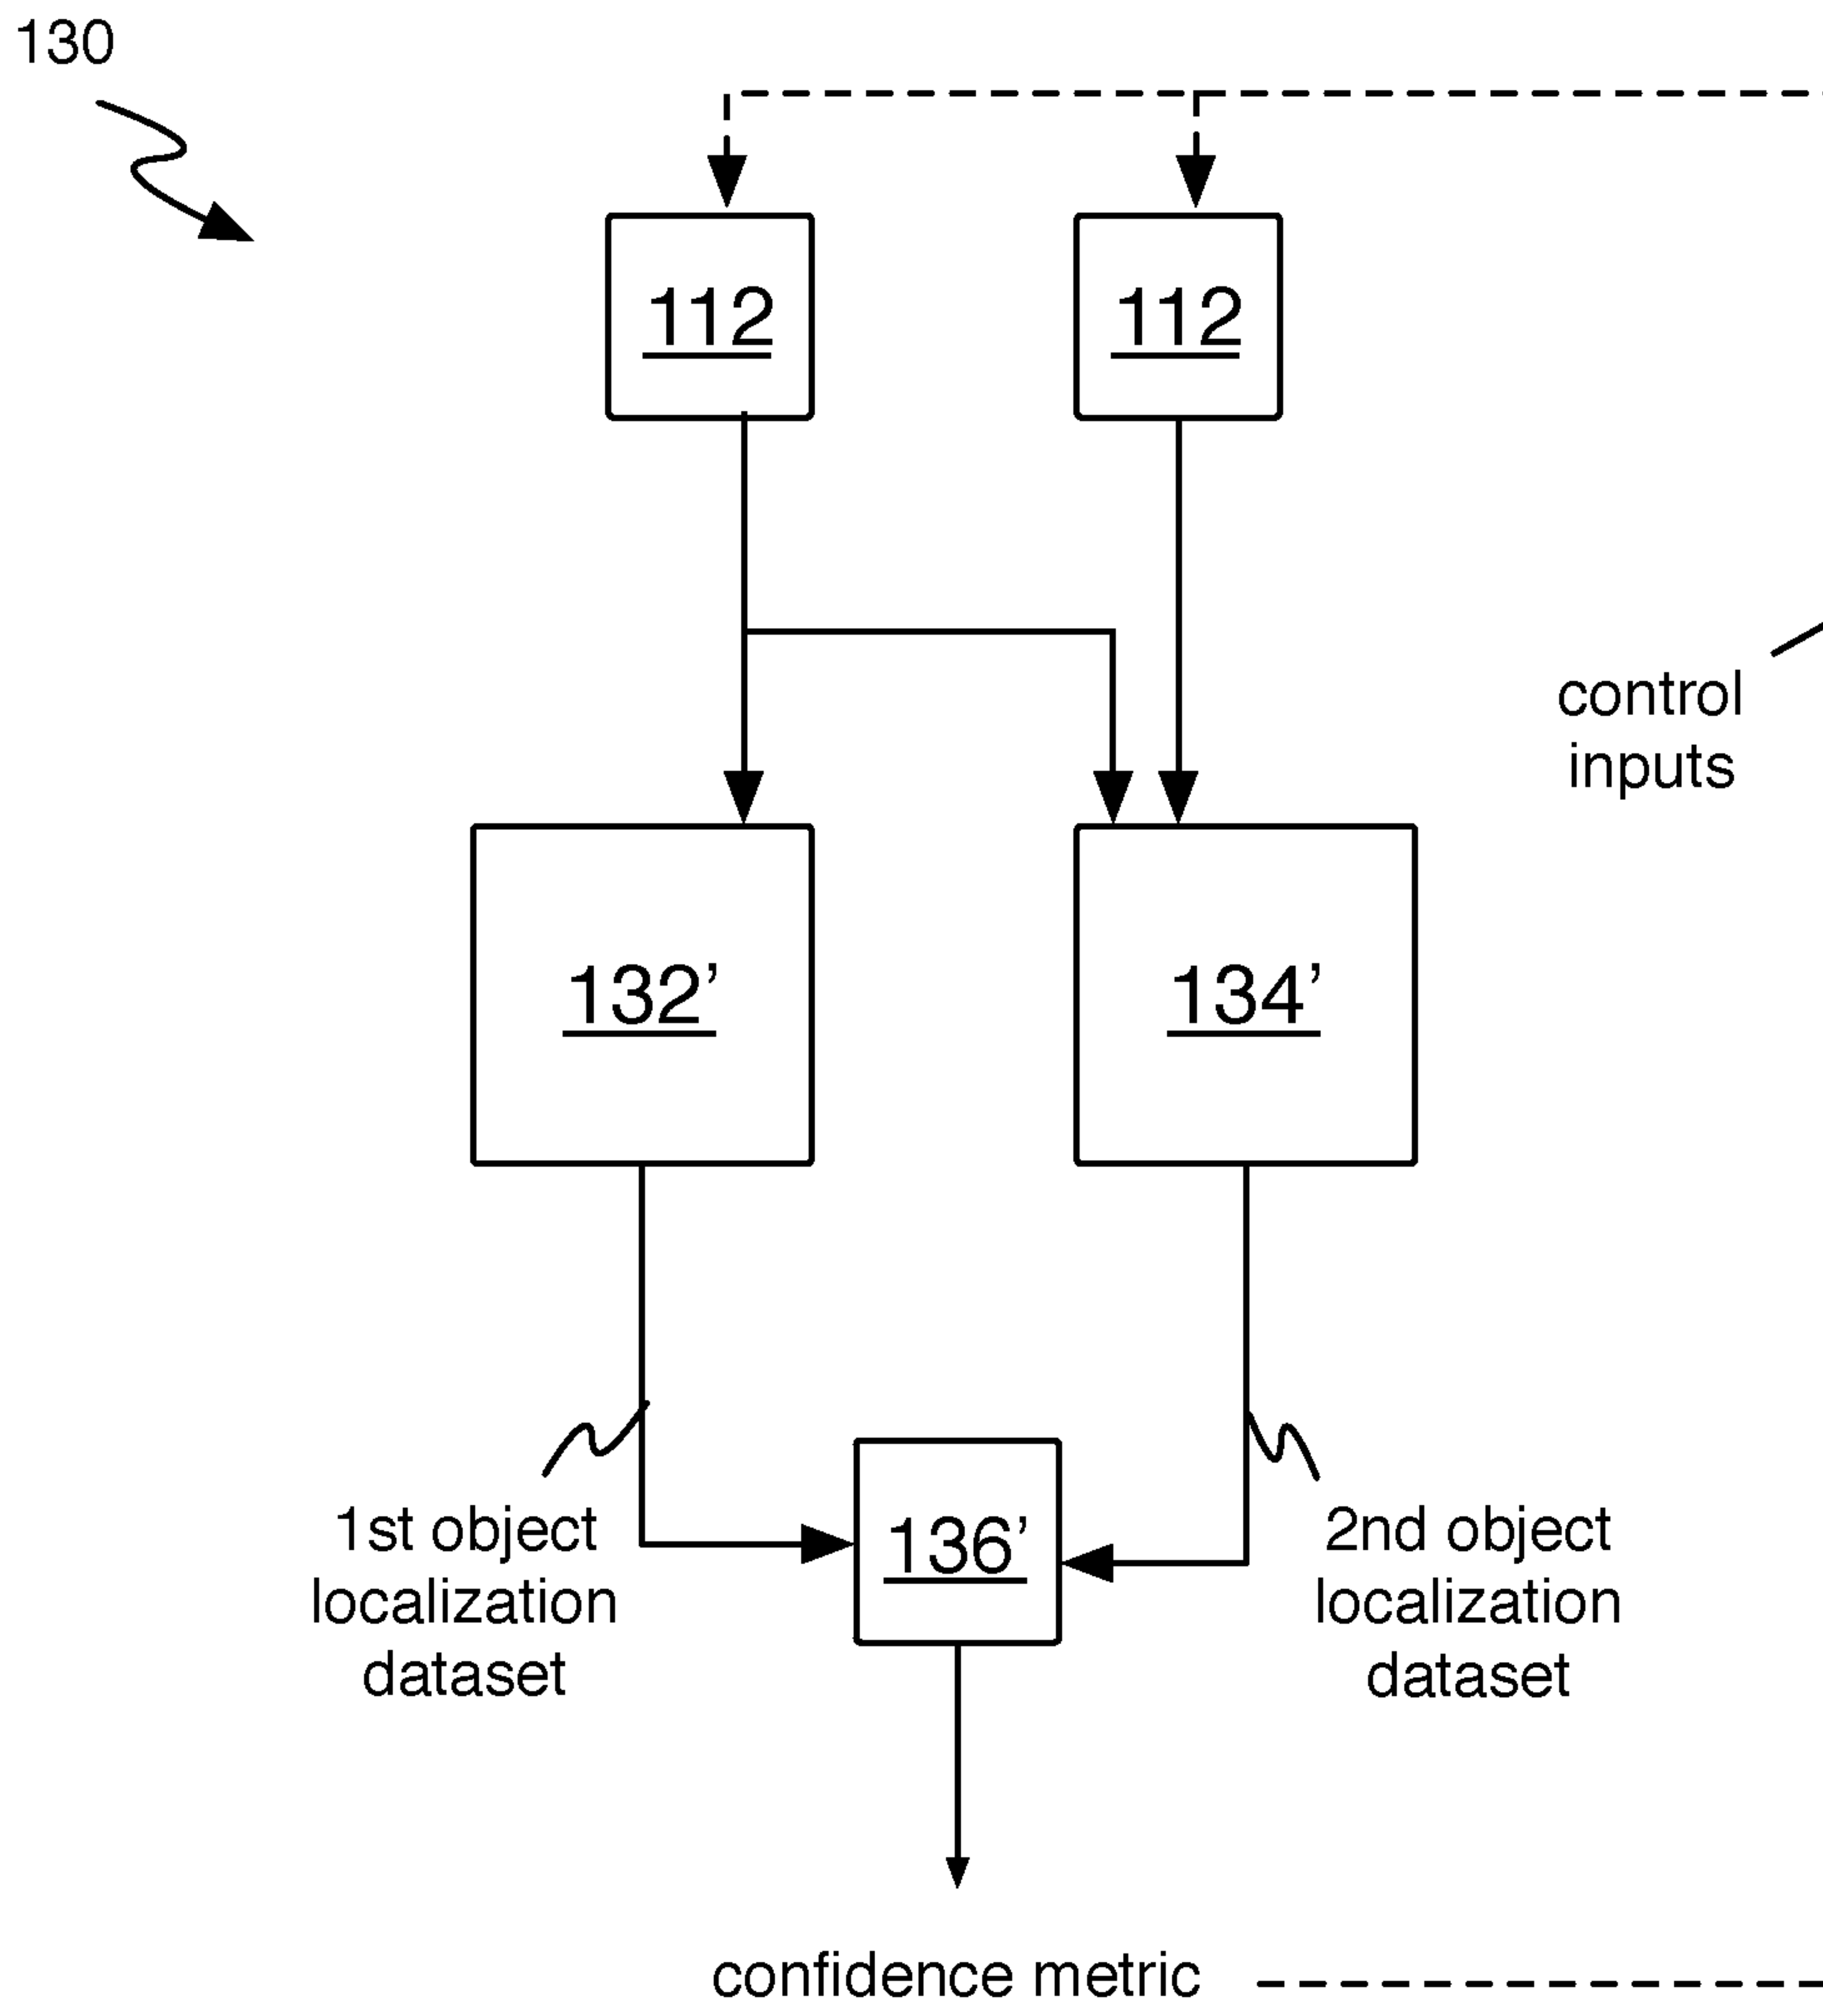 130
112
112
control
inputs
132’
134’
136’
1st object
localization
dataset
2nd object
localization
dataset
confidence metric